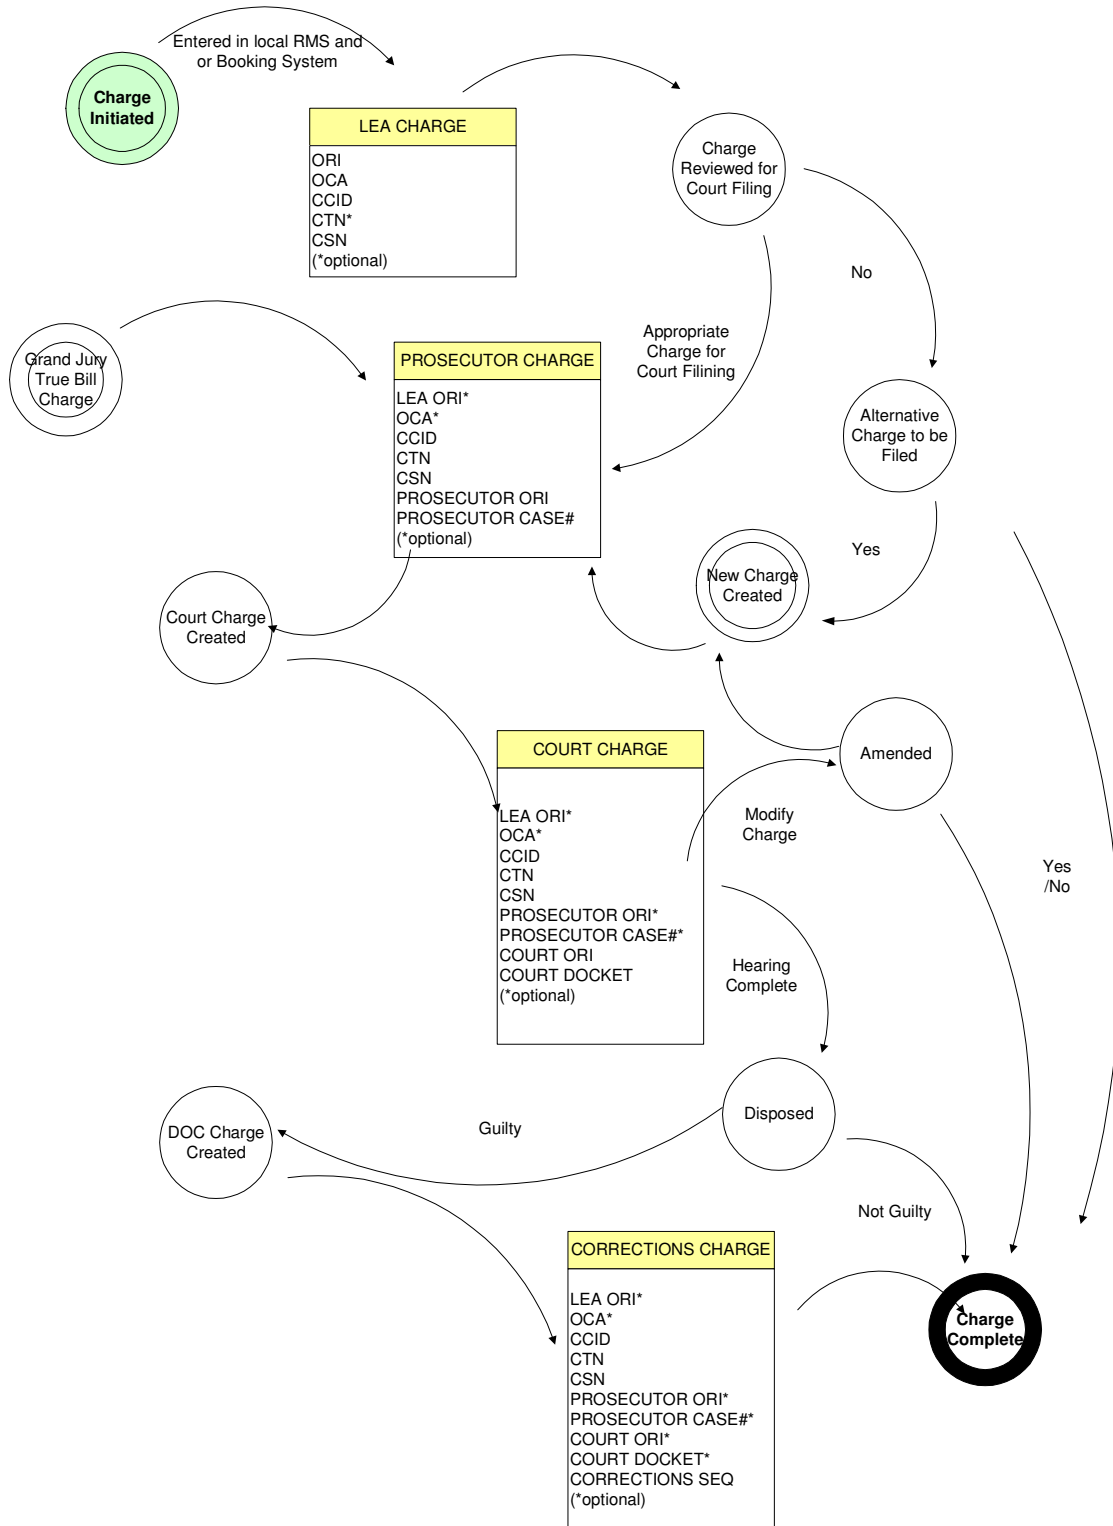 Entered in local RMS and
or Booking System
Charge
Initiated
LEA CHARGE
ORI
OCA
CCID
CTN*
CSN
(*optional)
Charge
Reviewed for
Court Filing
No
Appropriate
Charge for
Court Filining
Grand Jury
True Bill
Charge
PROSECUTOR CHARGE
LEA ORI*
OCA*
CCID
CTN
CSN
PROSECUTOR ORI
PROSECUTOR CASE#
(*optional)
Alternative
Charge to be
Filed
Yes
New Charge
Created
Court Charge
Created
COURT CHARGE
LEA ORI*
OCA*
CCID
CTN
CSN
PROSECUTOR ORI*
PROSECUTOR CASE#*
COURT ORI
COURT DOCKET
(*optional)
Amended
Modify
Charge
Yes
/No
Hearing
Complete
Disposed
Guilty
DOC Charge
Created
Not Guilty
CORRECTIONS CHARGE
LEA ORI*
OCA*
CCID
CTN
CSN
PROSECUTOR ORI*
PROSECUTOR CASE#*
COURT ORI*
COURT DOCKET*
CORRECTIONS SEQ
(*optional)
Charge
Complete